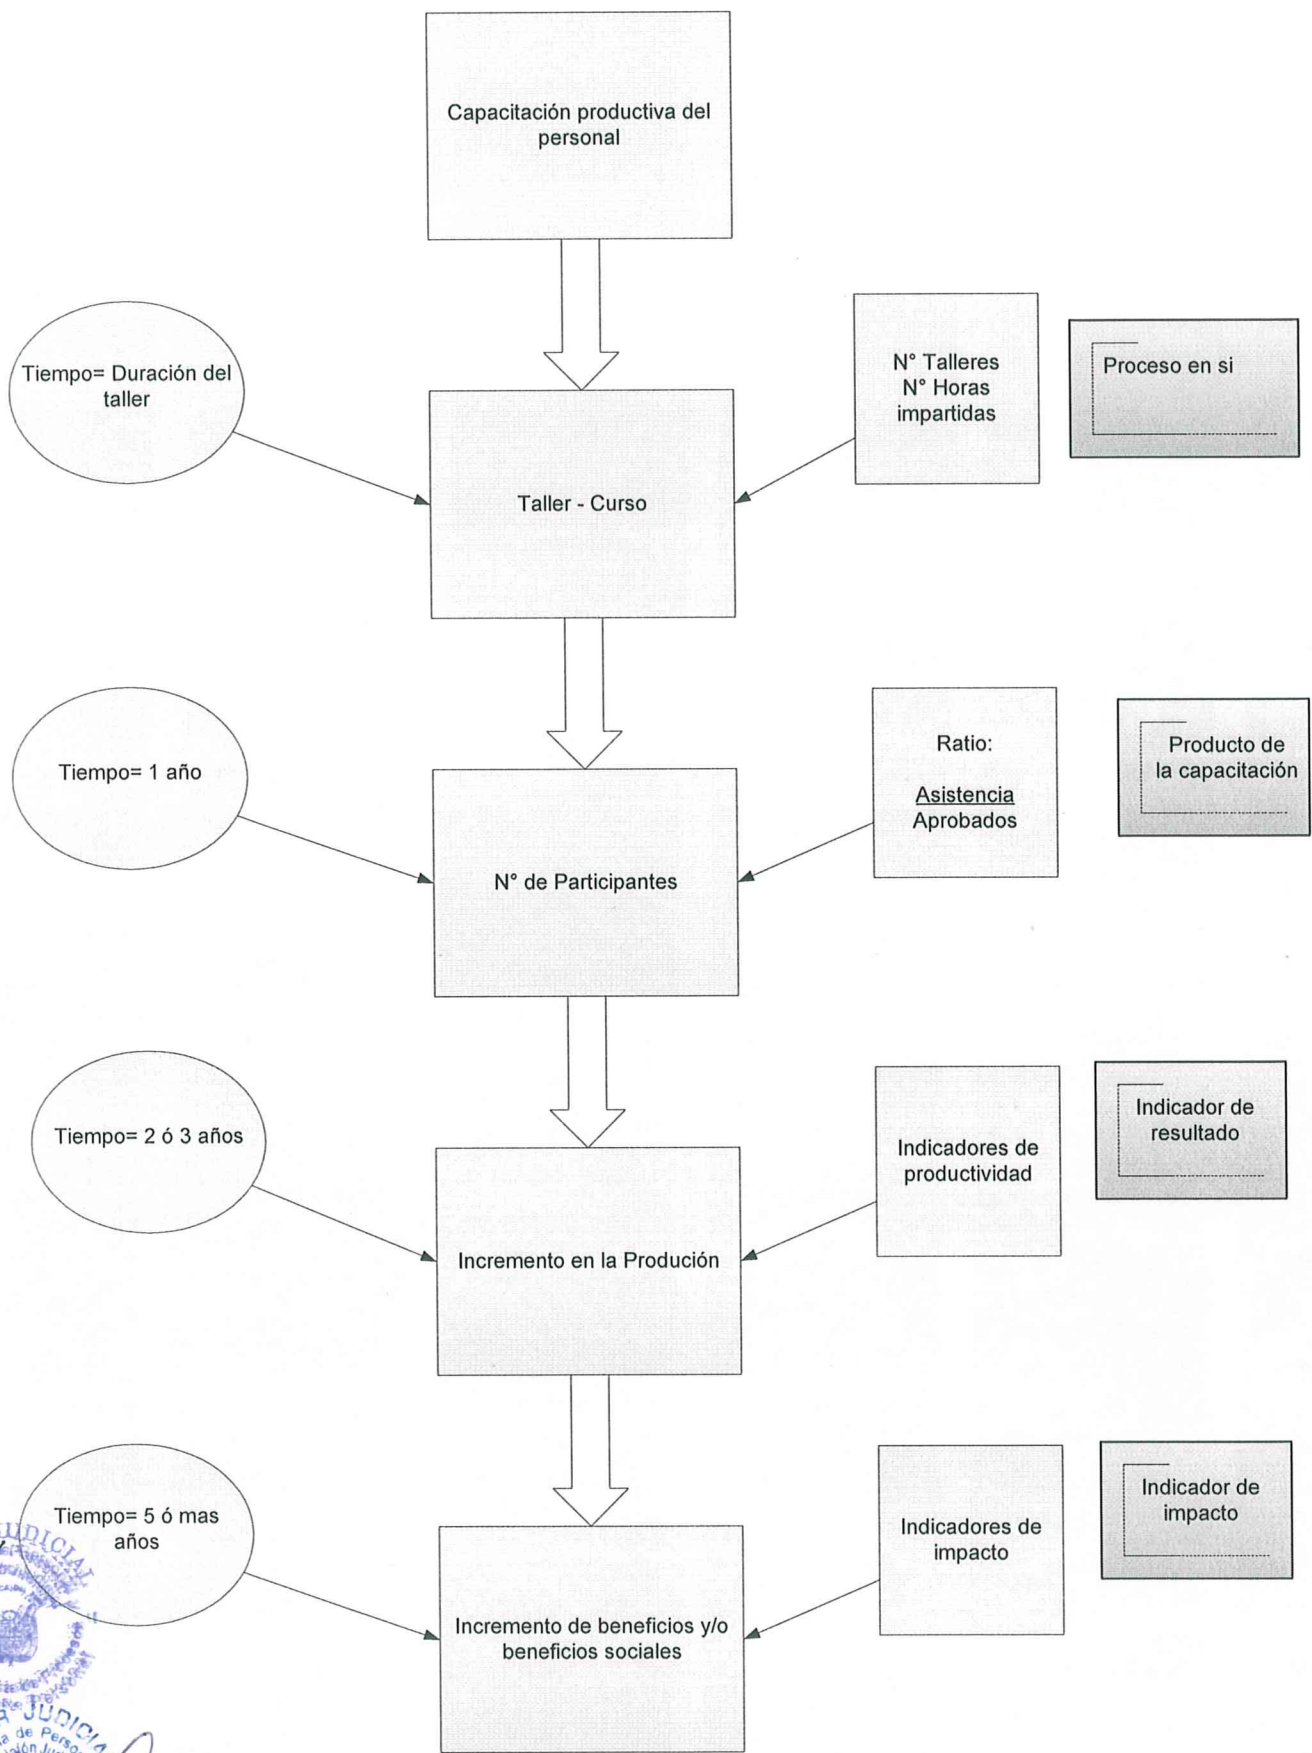 Capacitación productiva del
personal
Tiempo= Duración del
taller
Taller - Curso
N° Talleres
N° Horas
impartidas
Proceso en si
Tiempo= 1 año
N° de Participantes
Ratio:
Asistencia
Aprobados
Producto de
la capacitación
Tiempo= 2 ó 3 años
Incremento en la Produción
Indicadores de
productividad
Indicador de
resultado
Tiempo= 5 ó mas
años
Incremento de beneficios y/o
beneficios sociales
Indicadores de
impacto
Indicador de
impacto
JUDICIAL
de